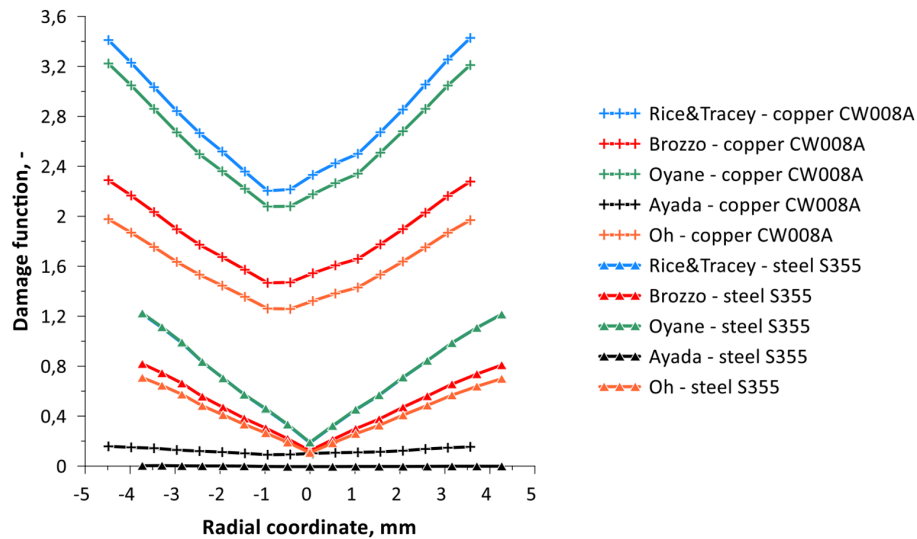 3,6
3,2
2,8
2,4
2
1,6
1,2
0,8
0,4
0
Damage function, -
-5
-4
-3
-2
-1
0
1
2
3
4
5
Radial coordinate, mm
Rice&Tracey - copper CW008A
Brozzo - copper CW008A
Oyane - copper CW008A
Ayada - copper CW008A
Oh - copper CW008A
Rice&Tracey - steel S355
Brozzo - steel S355
Oyane - steel S355
Ayada - steel S355
Oh - steel S355